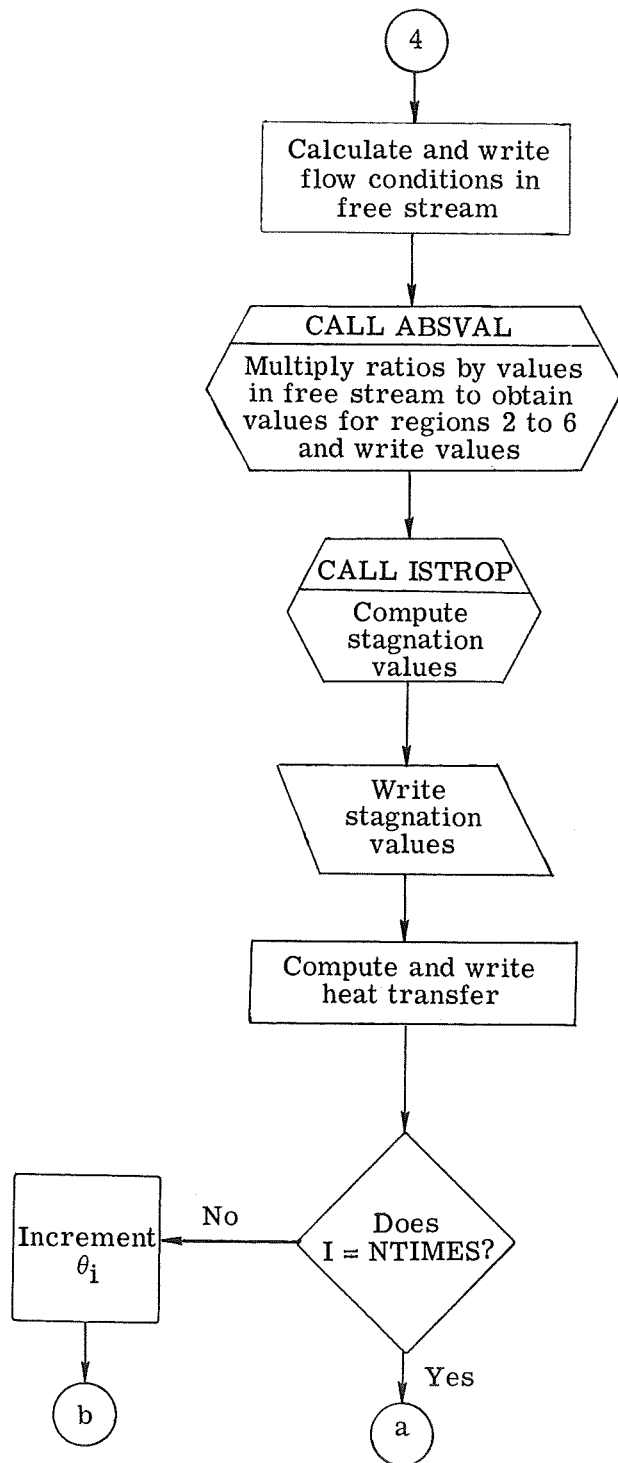 4
Calculate and write
flow conditions in
free stream
CALL ABSVAL
Multiply ratios by values
in free stream to obtain
values for regions 2 to 6
and write values
CALL ISTROP
Compute
stagnation
values
Write
stagnation
values
Compute and write
heat transfer
Does
I = NTIMES?
No
Increment
θi
b
Yes
a